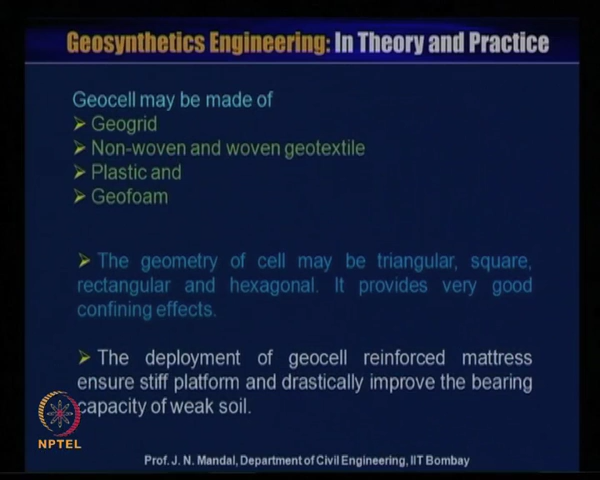 Geosynthetics Engineering: In Theory and Practice
Geocell may be made of
➤ Geogrid
➤ Non-woven and woven geotextile
➤ Plastic and
➤ Geofoam
➤ The geometry of cell may be triangular, square,
rectangular and hexagonal. It provides very good
confining effects.
➤ The deployment of geocell reinforced mattress
ensure stiff platform and drastically improve the bearing
capacity of weak soil.
NPTEL
Prof. J. N. Mandal, Department of Civil Engineering, IIT Bombay